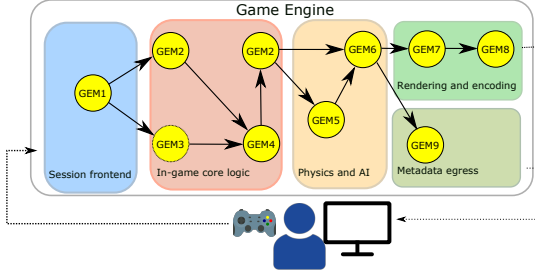 Game Engine
GEM2
GEM2
GEM6
GEM7
GEM8
GEM1
Rendering and encoding
GEM5
GEM3
GEM4
GEM9
Session frontend
In-game core logic
Physics and AI
Metadata egress